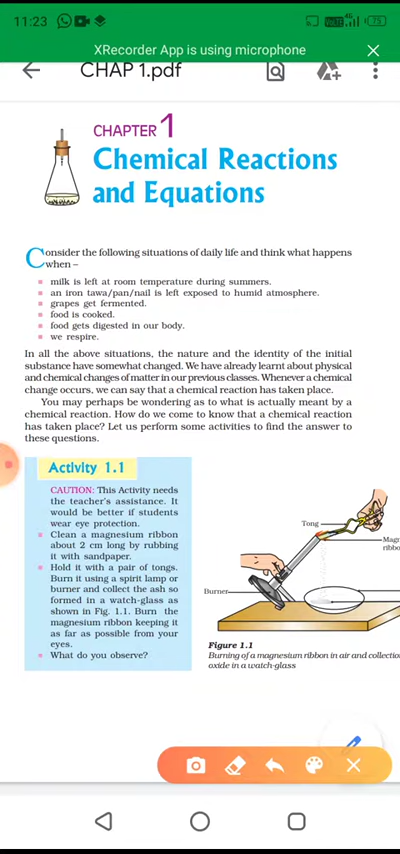 11:23
75
XRecorder App is using microphone
CHAP 1.pdf
CHAPTER 1
Chemical Reactions
and Equations
Consider the following situations of daily life and think what happens
when –
milk is left at room temperature during summers.
an iron tawa/pan/nail is left exposed to humid atmosphere.
grapes get fermented.
food is cooked.
food gets digested in our body.
we respire.
In all the above situations, the nature and the identity of the initial
substance have somewhat changed. We have already learnt about physical
and chemical changes of matter in our previous classes. Whenever a chemical
change occurs, we can say that a chemical reaction has taken place.
You may perhaps be wondering as to what is actually meant by a
chemical reaction. How do we come to know that a chemical reaction
has taken place? Let us perform some activities to find the answer to
these questions.
Activity 1.1
CAUTION: This Activity needs
the teacher's assistance. It
would be better if students
wear eye protection.
Clean a magnesium ribbon
about 2 cm long by rubbing
it with sandpaper.
Hold it with a pair of tongs.
Burn it using a spirit lamp or
burner and collect the ash so
formed in a watch-glass as
shown in Fig. 1.1. Burn the
magnesium ribbon keeping it
as far as possible from your
eyes.
What do you observe?
Tong
Magn
ribbo
Burner
Figure 1.1
Burning of a magnesium ribbon in air and collectio
oxide in a watch-glass